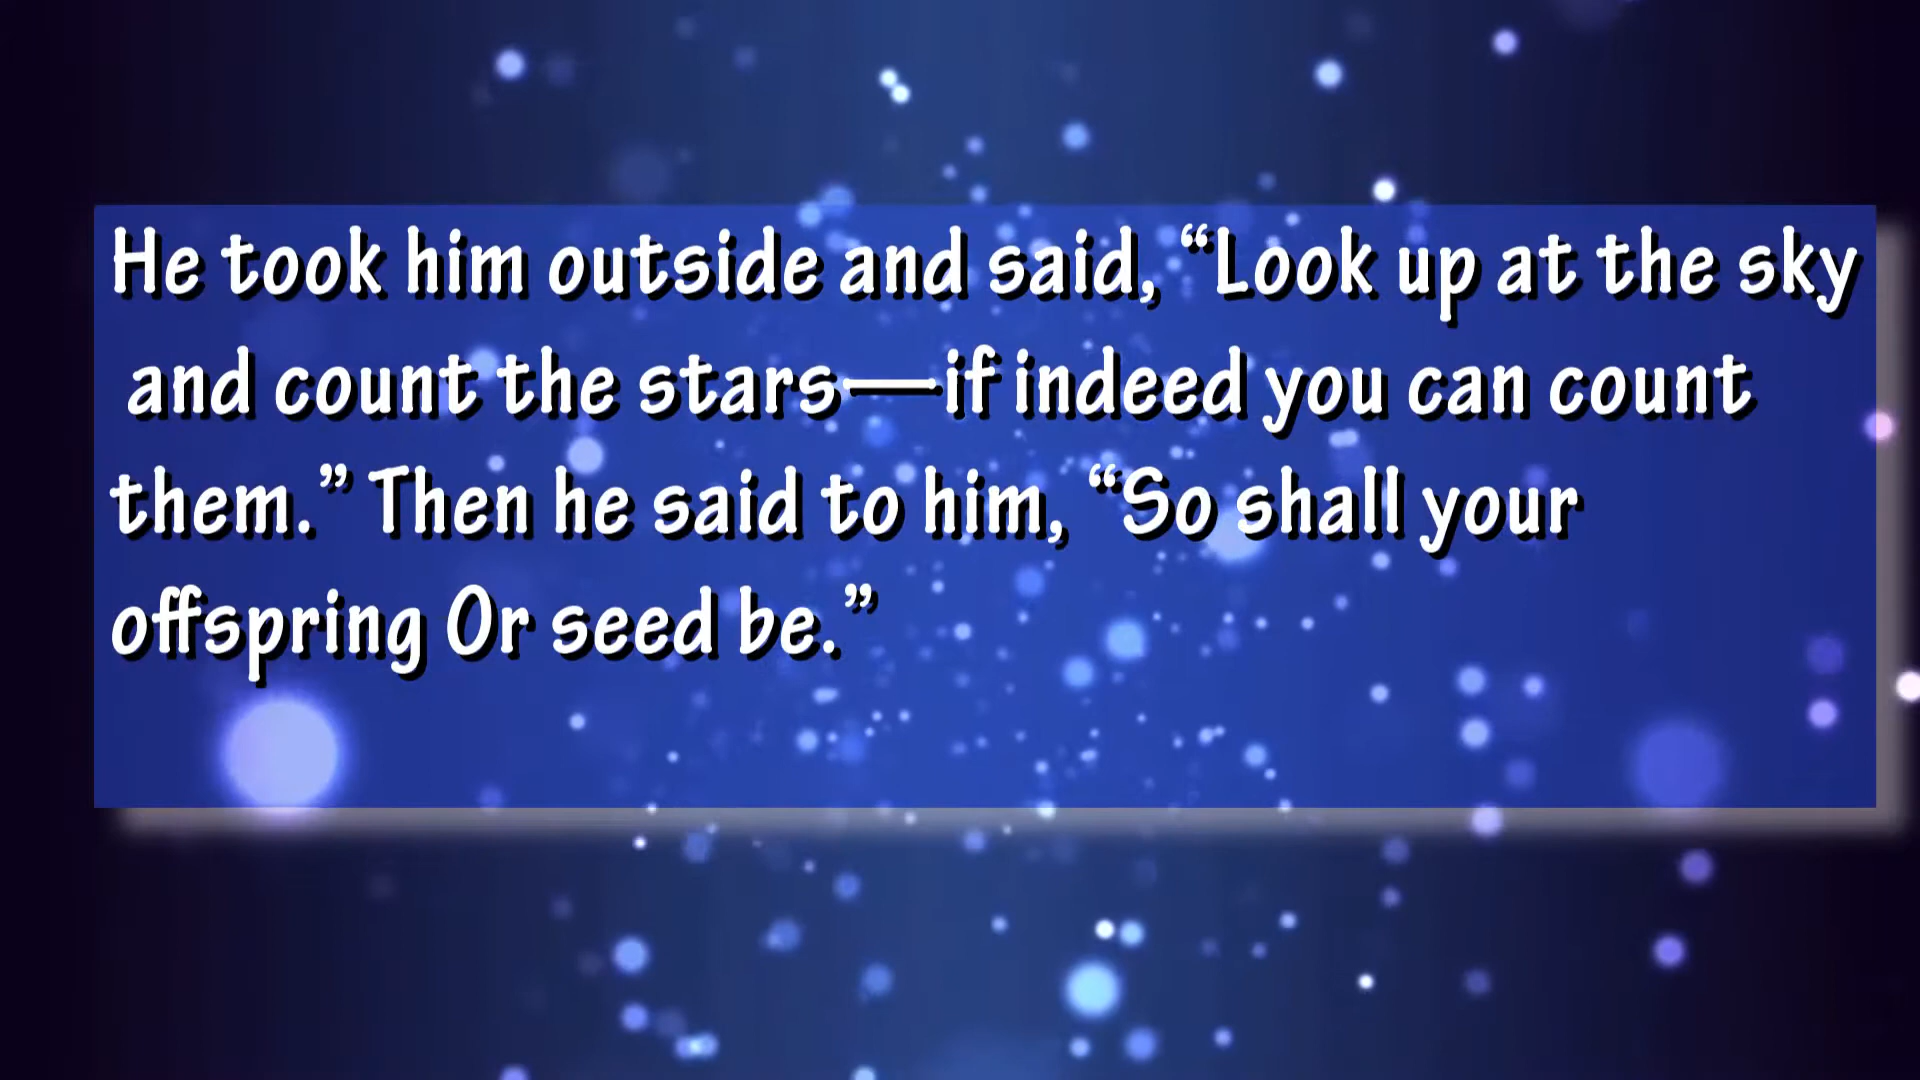 He took him outside and said, “Look up at the sky
and count the stars—if indeed you can count
them.” Then he said to him, “So shall your
offspring Or seed be.”